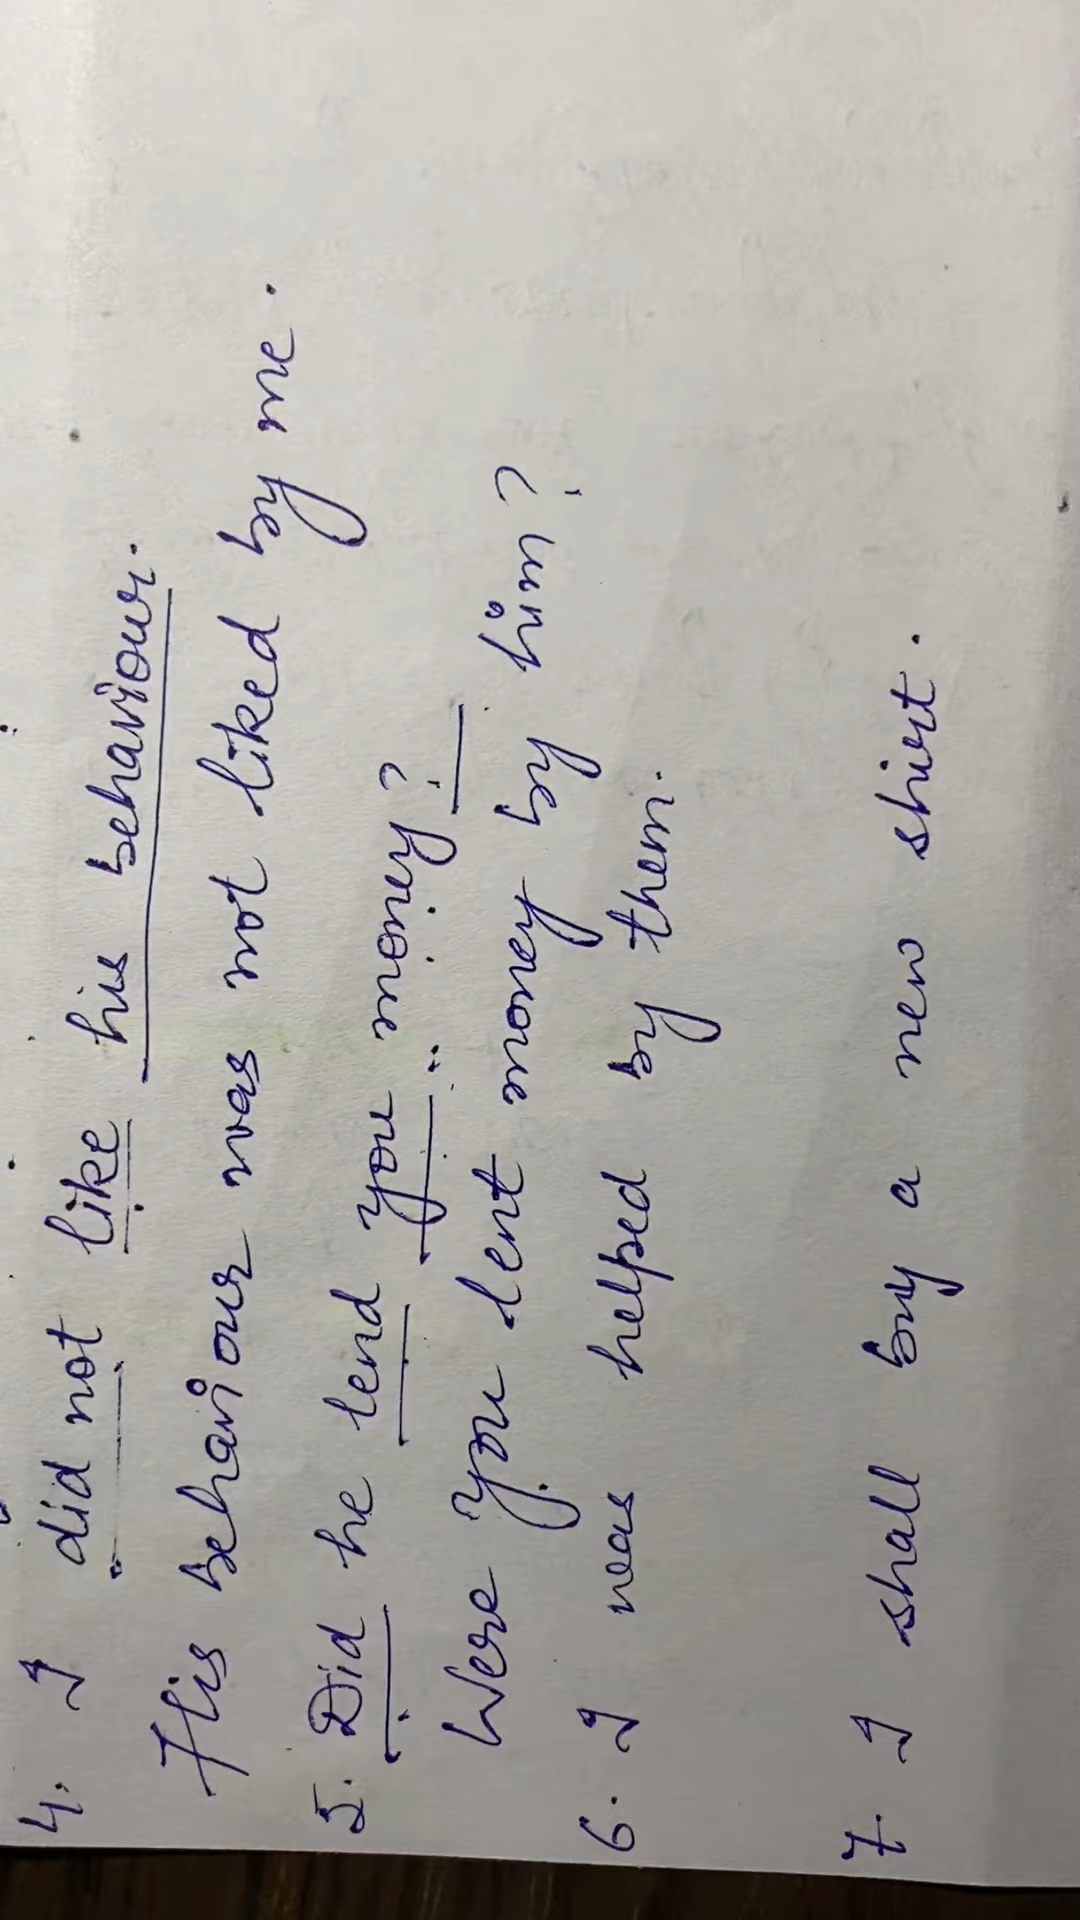 4. I did not like his behaviour.
His behaviour was not liked by me.
5. Did he lend you money?
Were you lent money by him?
6. I was helped by them.
7. I shall buy a new shirt.